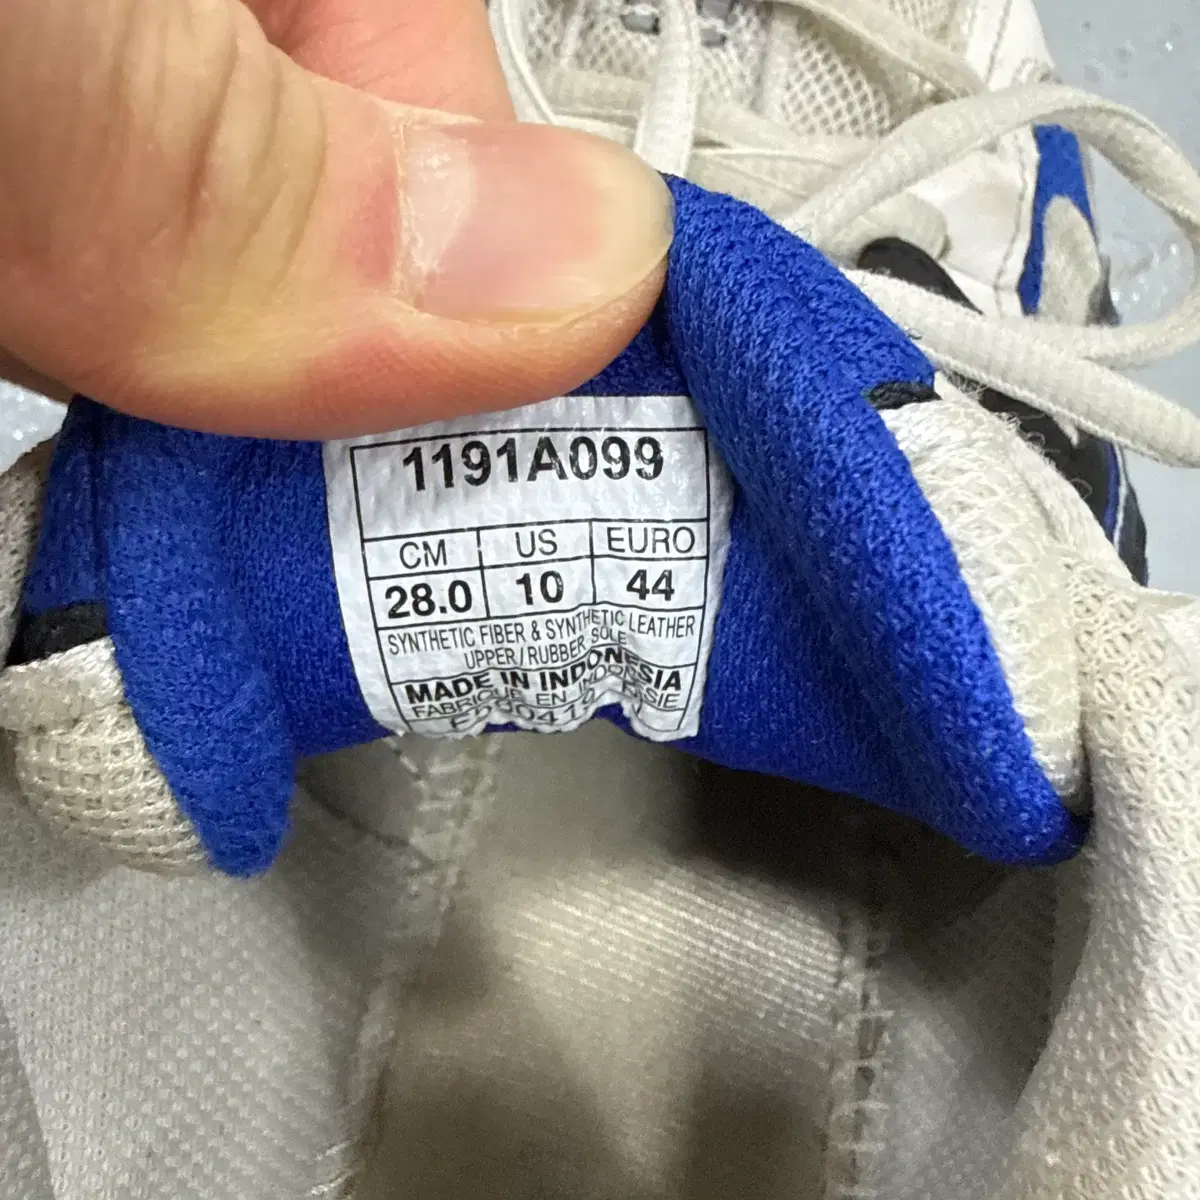 1191A099
CM US EURO
28.0 10 44
SYNTHETIC FIBER & SYNTHETIC LEATHER
UPPER/RUBBER SOLE
MADE IN INDONESIA
FABRIQUE EN